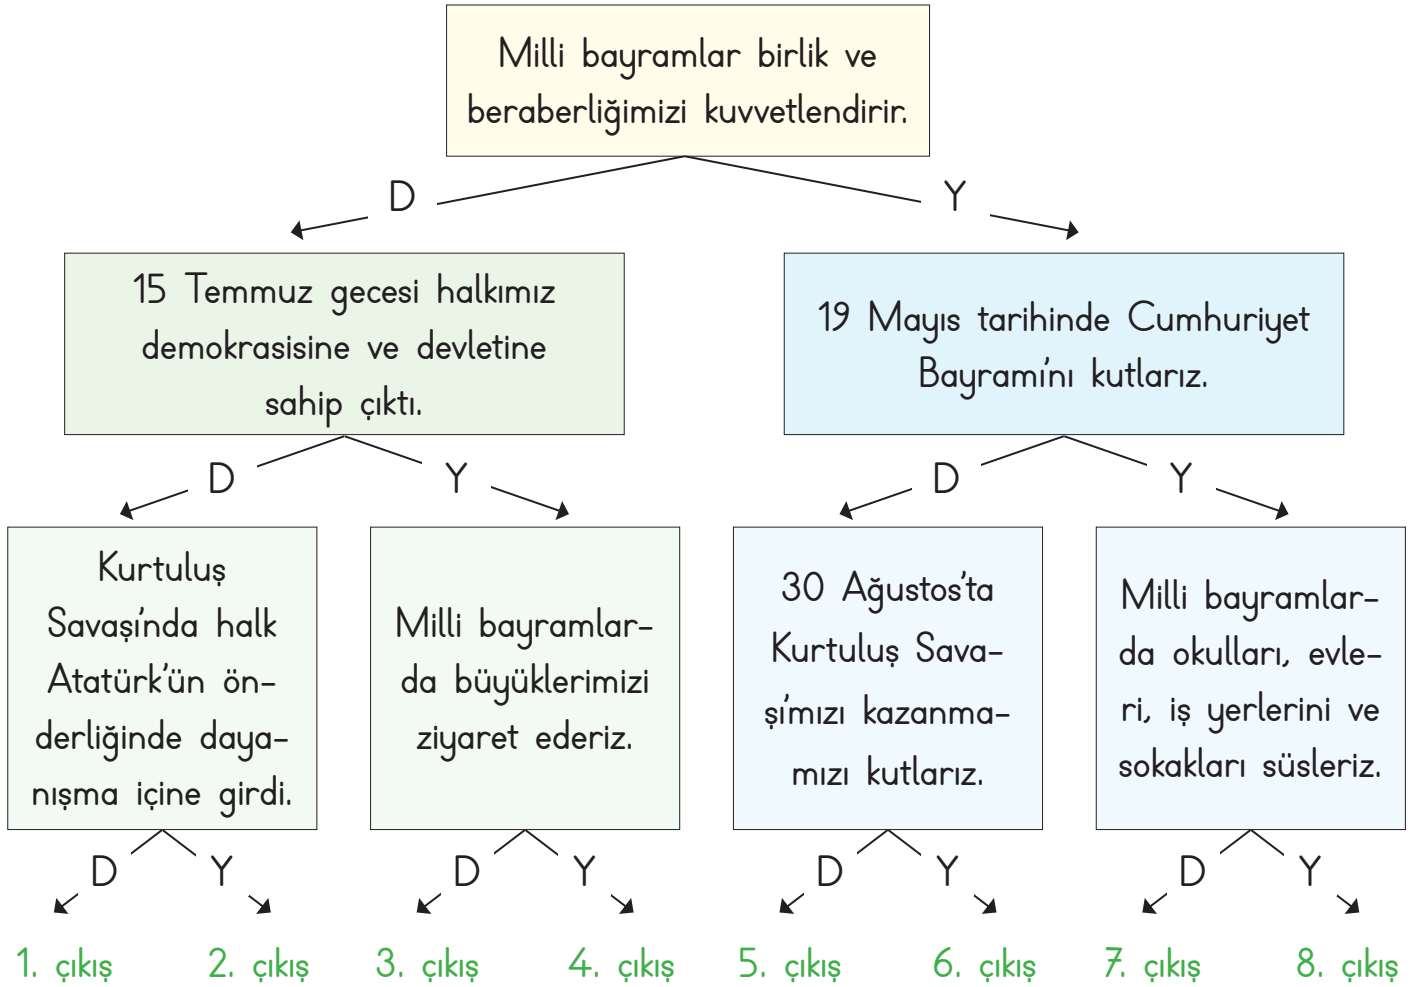 Milli bayramlar birlik ve
beraberliğimizi kuvvetlendirir.
D
Y
15 Temmuz gecesi halkımız
demokrasisine ve devletine
sahip çıktı.
19 Mayıs tarihinde Cumhuriyet
Bayramı'nı kutlarız.
D
Y
D
Y
Kurtuluş
Savaşı'nda halk
Atatürk'ün ön-
derliğinde daya-
nışma içine girdi.
Milli bayramlar-
da büyüklerimizi
ziyaret ederiz.
30 Ağustos'ta
Kurtuluş Sava-
şı'mızı kazanma-
mızı kutlarız.
Milli bayramlar-
da okulları, evle-
ri, iş yerlerini ve
sokakları süsleriz.
D
Y
D
Y
D
Y
D
Y
1. çıkış
2. çıkış
3. çıkış
4. çıkış
5. çıkış
6. çıkış
7. çıkış
8. çıkış